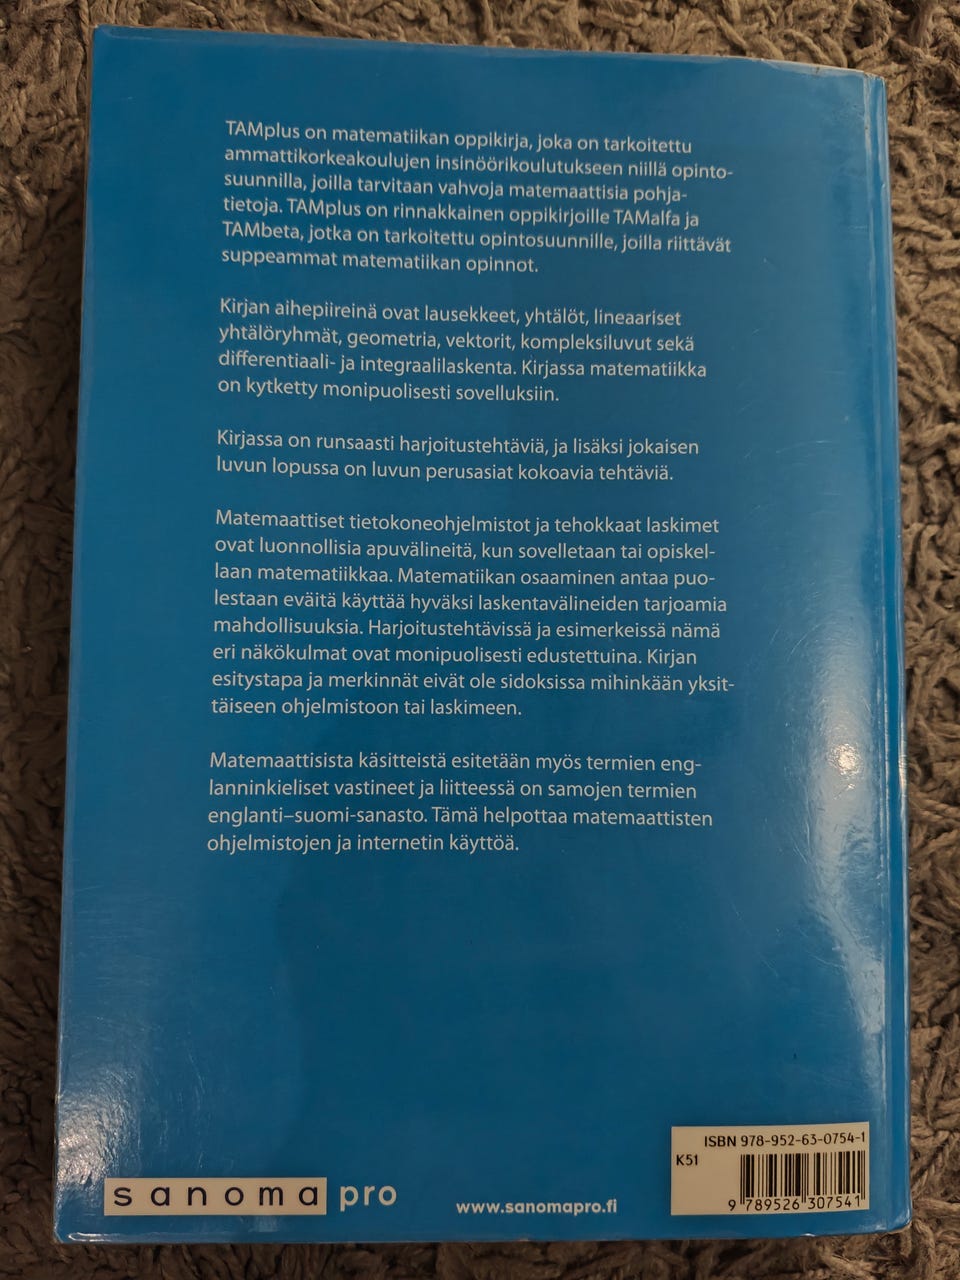 TAMplus on matematiikan oppikirja, joka on tarkoitettu
ammattikorkeakoulujen insinöörikoulutukseen niillä opinto-
suunnilla, joilla tarvitaan vahvoja matemaattisia pohja-
tietoja. TAMplus on rinnakkainen oppikirjoille TAMalfa ja
TAMbeta, jotka on tarkoitettu opintosuunnille, joilla riittävät
suppeammat matematiikan opinnot.
Kirjan aihepiireinä ovat lausekkeet, yhtälöt, lineaariset
yhtälöryhmät, geometria, vektorit, kompleksiluvut sekä
differentiaali- ja integraalilaskenta. Kirjassa matematiikka
on kytketty monipuolisesti sovelluksiin.
Kirjassa on runsaasti harjoitustehtäviä, ja lisäksi jokaisen
luvun lopussa on luvun perusasiat kokoavia tehtäviä.
Matemaattiset tietokoneohjelmistot ja tehokkaat laskimet
ovat luonnollisia apuvälineitä, kun sovelletaan tai opiskel-
laan matematiikkaa. Matematiikan osaaminen antaa puo-
lestaan eväitä käyttää hyväksi laskentavälineiden tarjoamia
mahdollisuuksia. Harjoitustehtävissä ja esimerkeissä nämä
eri näkökulmat ovat monipuolisesti edustettuina. Kirjan
esitystapa ja merkinnät eivät ole sidoksissa mihinkään yksit-
täiseen ohjelmistoon tai laskimeen.
Matemaattisista käsitteistä esitetään myös termien eng-
lanninkieliset vastineet ja liitteessä on samojen termien
englanti–suomi-sanasto. Tämä helpottaa matemaattisten
ohjelmistojen ja internetin käyttöä.
ISBN 978-952-63-0754-1
K51
9 789526 307541
sanoma pro
www.sanomapro.fi